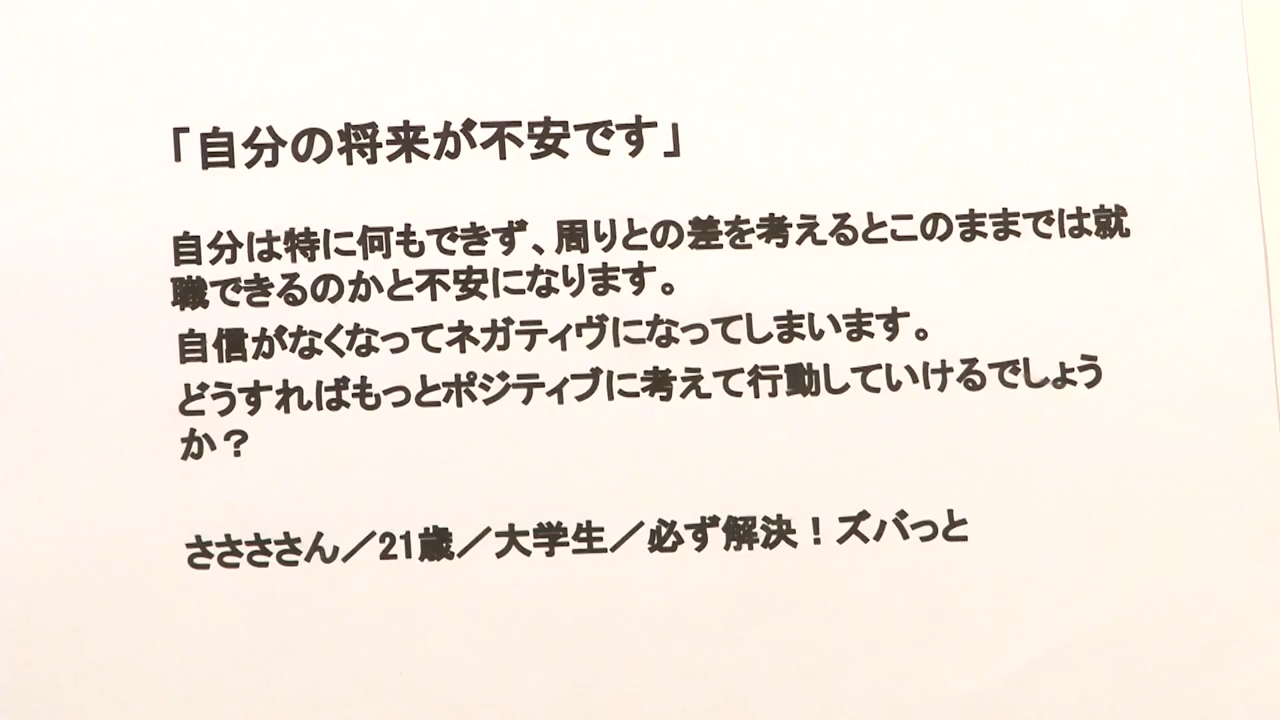 「自分の将来が不安です」
自分は特に何もできず、周りとの差を考えるとこのままでは就
職できるのかと不安になります。
自信がなくなってネガティヴになってしまいます。
どうすればもっとポジティブに考えて行動していけるでしょう
か？
ささささん／21歳／大学生／必ず解決！ズバっと